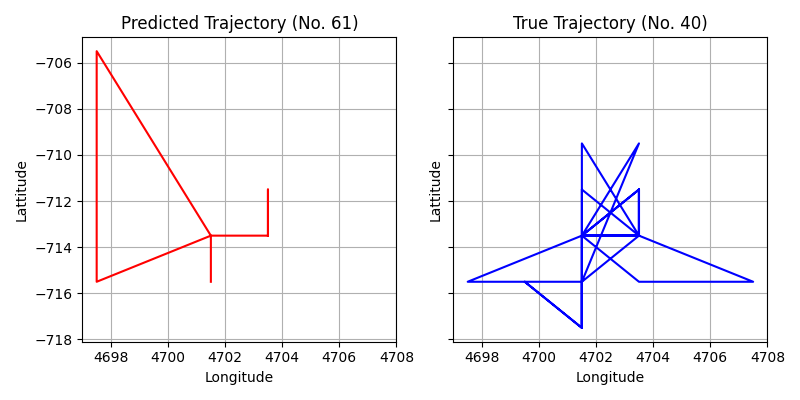 Predicted Trajectory (No. 61)
True Trajectory (No. 40)
−706
−708
−710
−712
−714
−716
−718
Lattitude
Lattitude
4698 4700 4702 4704 4706 4708
4698 4700 4702 4704 4706 4708
Longitude
Longitude